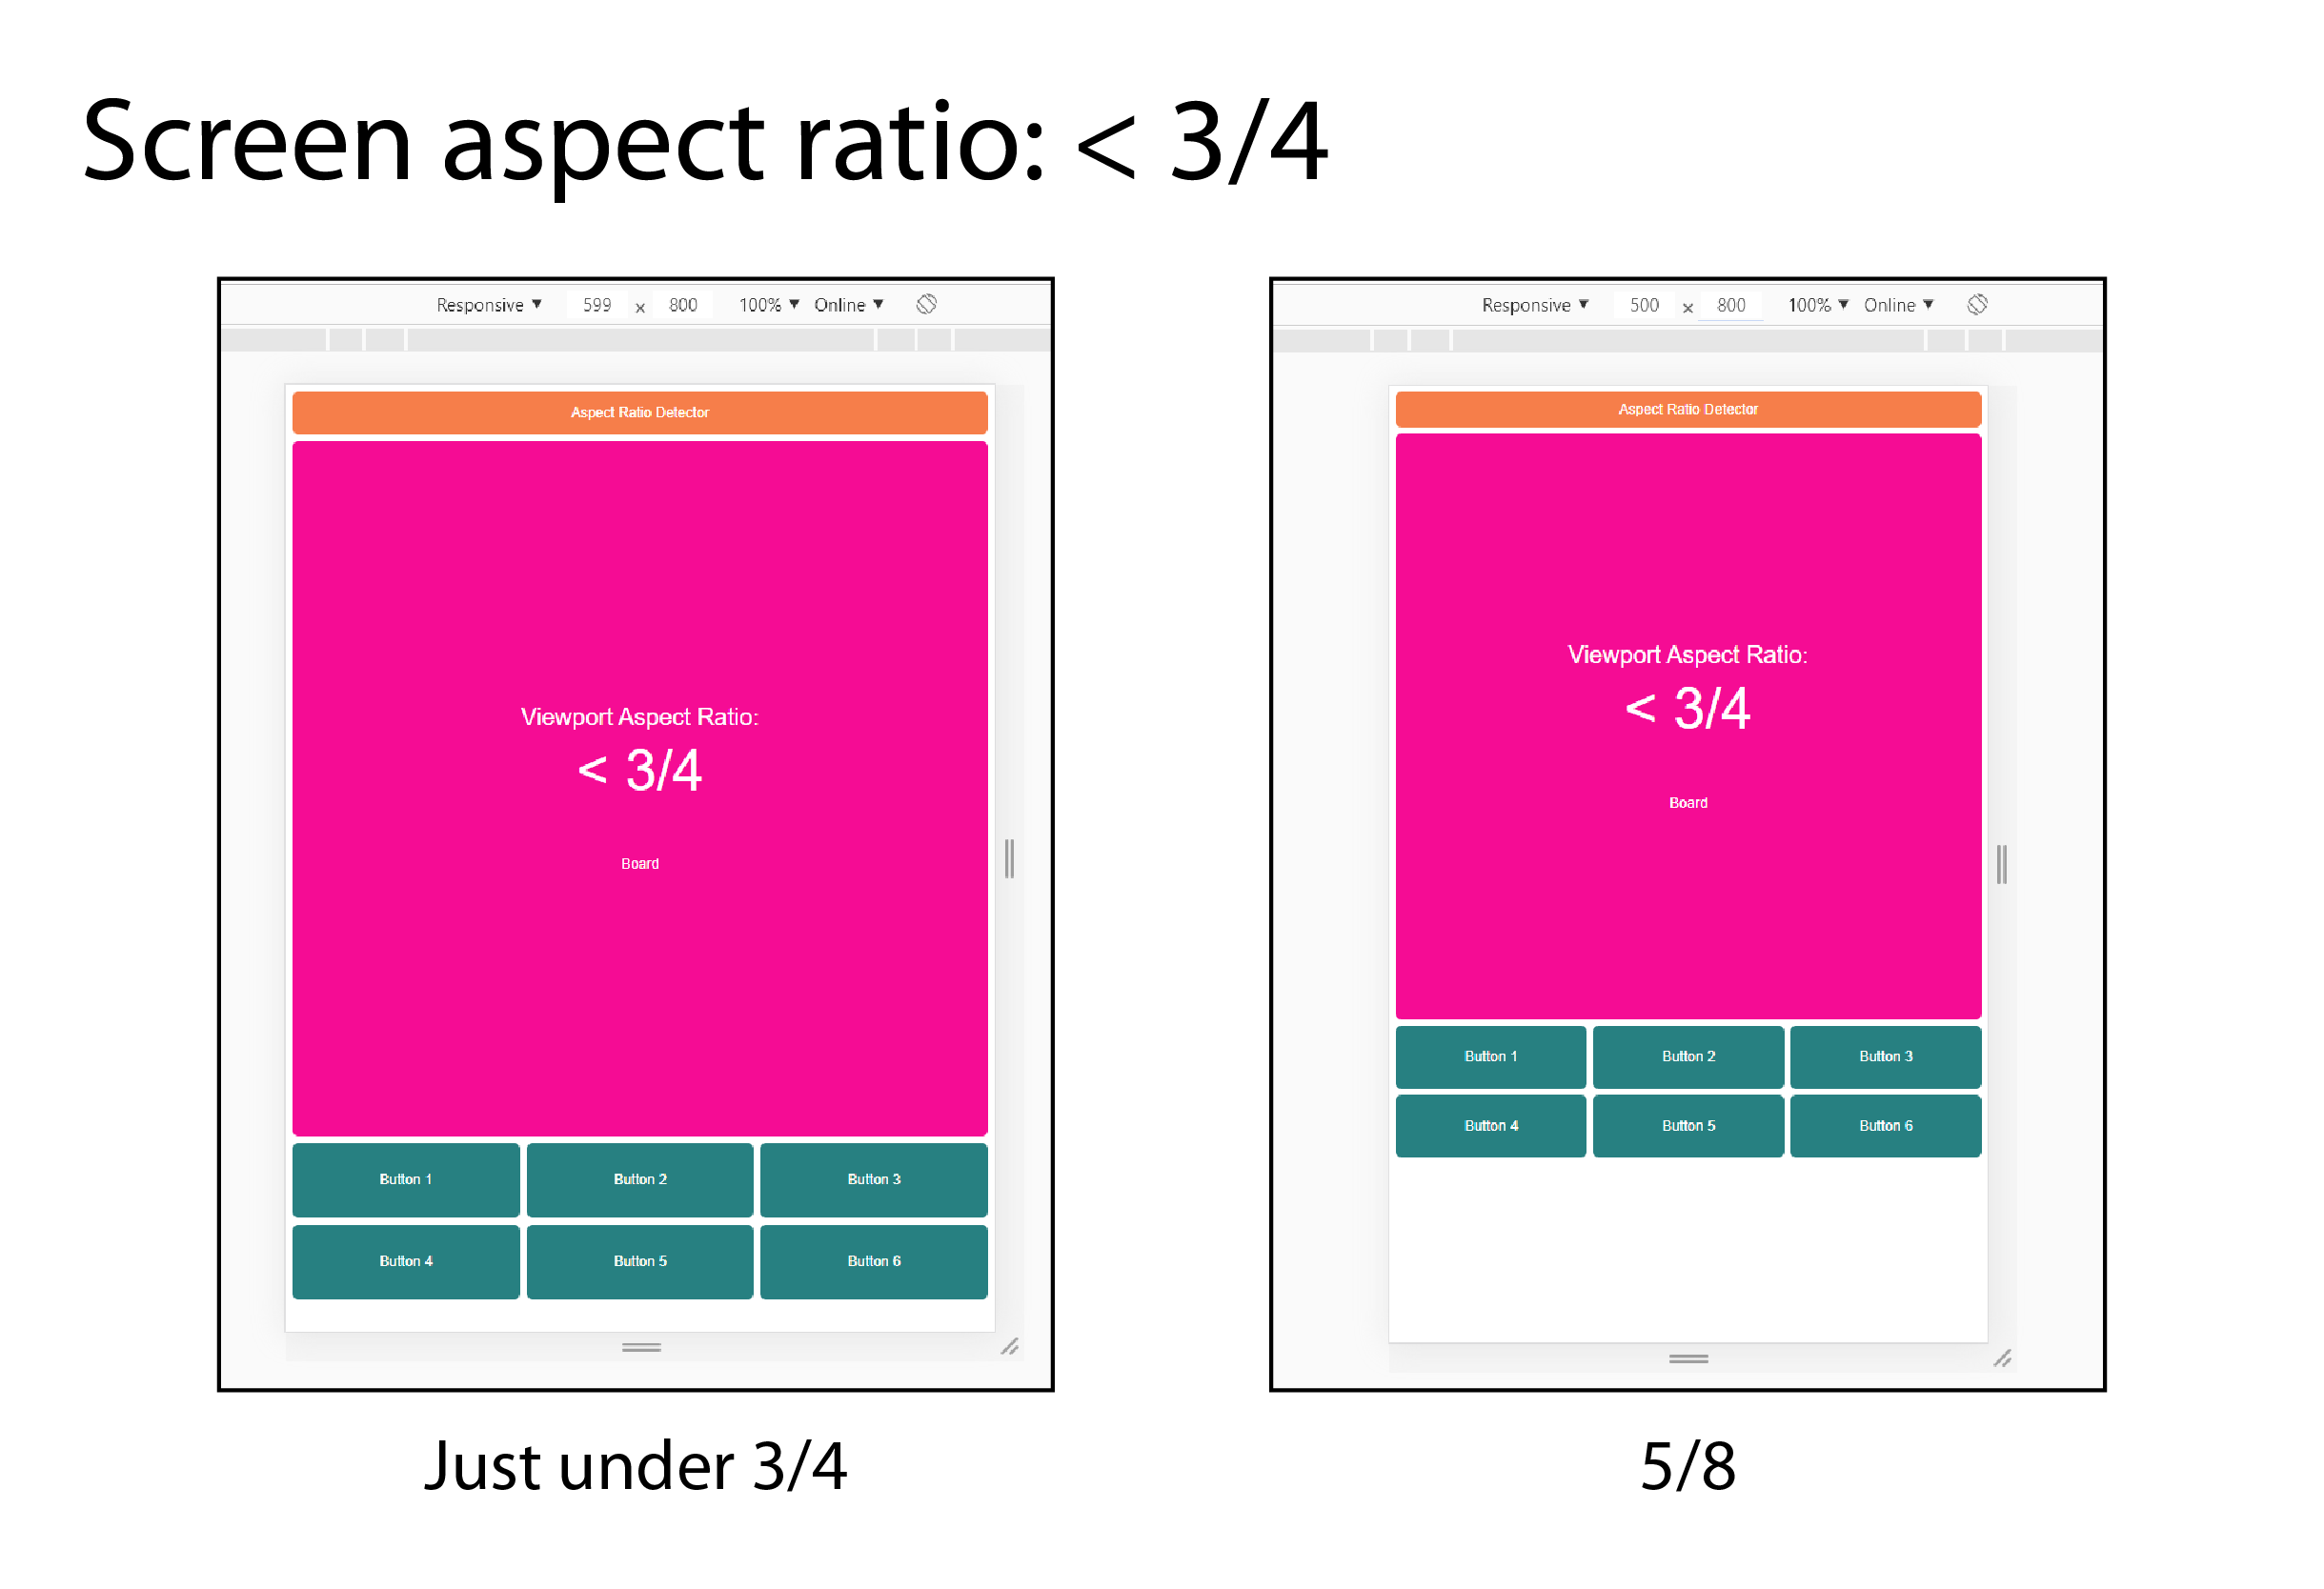 Screen aspect ratio: < 3/4
Responsive ▼ 599 x 800 100% ▼ Online ▼
Aspect Ratio Detector
Viewport Aspect Ratio:
< 3/4
Board
Button 1 Button 2 Button 3
Button 4 Button 5 Button 6
Just under 3/4
Responsive ▼ 500 x 800 100% ▼ Online ▼
Aspect Ratio Detector
Viewport Aspect Ratio:
< 3/4
Board
Button 1 Button 2 Button 3
Button 4 Button 5 Button 6
5/8